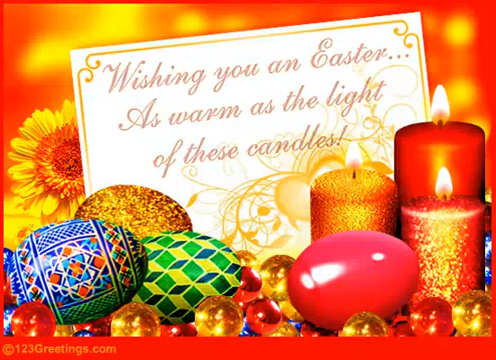 Wishing you an Easter...
As warm as the light
of these candles!
©123Greetings.com